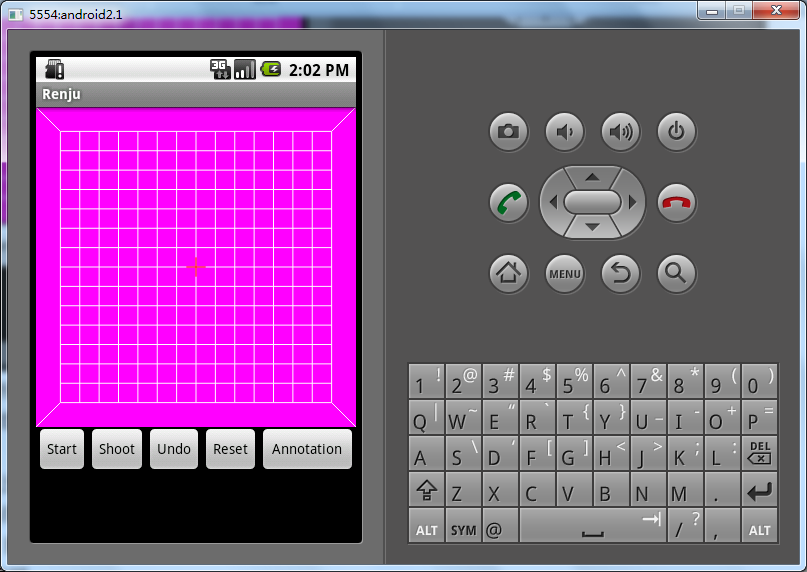 5554:android2.1
3G 2:02 PM
Renju
Start Shoot Undo Reset Annotation
MENU
1 ! 2 @ 3 # 4 $ 5 % 6 ^ 7 & 8 * 9 ( 0 )
Q | W ~ E “ R ` T { Y } U _ I - O + P =
A S \ D ‘ F [ G ] H < J > K ; L : DEL
Z X C V B N M .
ALT SYM @ / ? , ALT